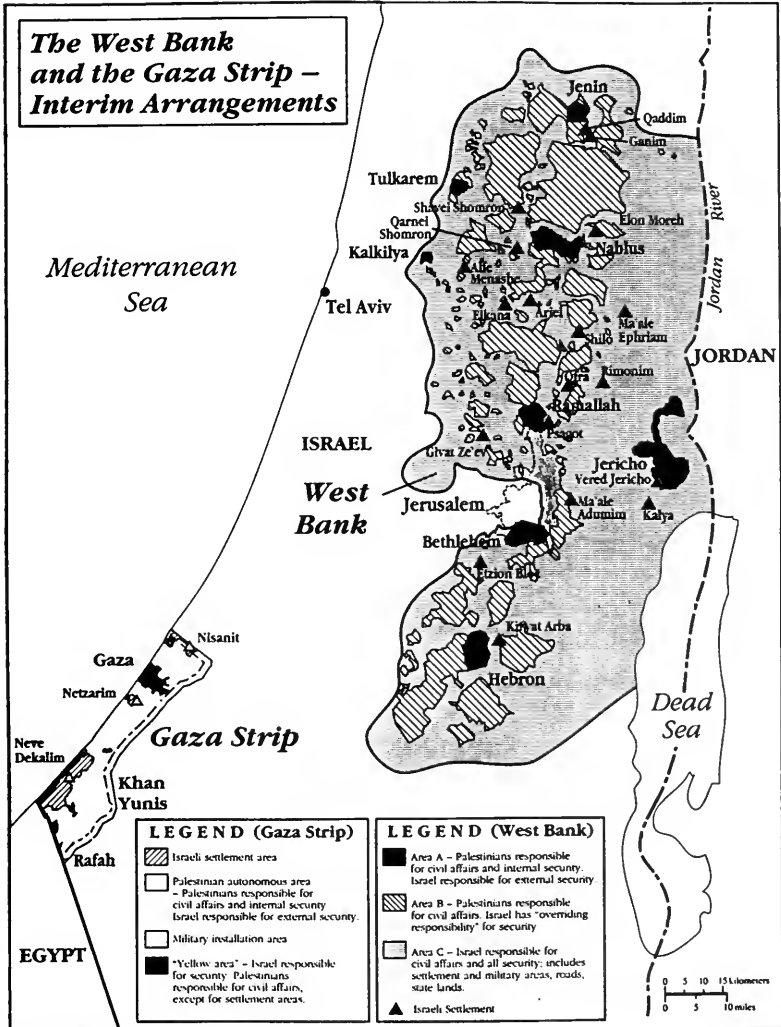 The West Bank
and the Gaza Strip –
Interim Arrangements
Jenin
Qaddim
Ganim
Tulkarem
Shavei Shomron
Elon Moreh
Qarnei
Shomron
Nablus
Kalkilya
Alfe
Menashe
Mediterranean
Sea
Tel Aviv
Elkana
Ariel
Ma'ale
Ephriam
Shilo
River
Jordan
JORDAN
Ofra
Rimonim
Ramallah
Psagot
ISRAEL
Givat Ze'ev
Jericho
Vered Jericho
West
Bank
Jerusalem
Ma'ale
Adumim
Kalya
Bethlehem
Etzion Bloc
Nisanit
Kiryat Arba
Gaza
Hebron
Netzarim
Dead
Sea
Gaza Strip
Neve
Dekalim
Khan
Yunis
Rafah
EGYPT
LEGEND (Gaza Strip)
Israeli settlement area
Palestinian autonomous area
– Palestinians responsible for
civil affairs and internal security
Israel responsible for external security.
Military installation area
"Yellow area" – Israel responsible
for security. Palestinians
responsible for civil affairs,
except for settlement areas.
LEGEND (West Bank)
Area A – Palestinians responsible
for civil affairs and internal security.
Israel responsible for external security.
Area B – Palestinians responsible
for civil affairs. Israel has "overriding
responsibility" for security
Area C – Israel responsible for
civil affairs and all security; includes
settlement and military areas, roads,
state lands.
Israeli Settlement
0 5 10 15 kilometers
0 5 10 miles